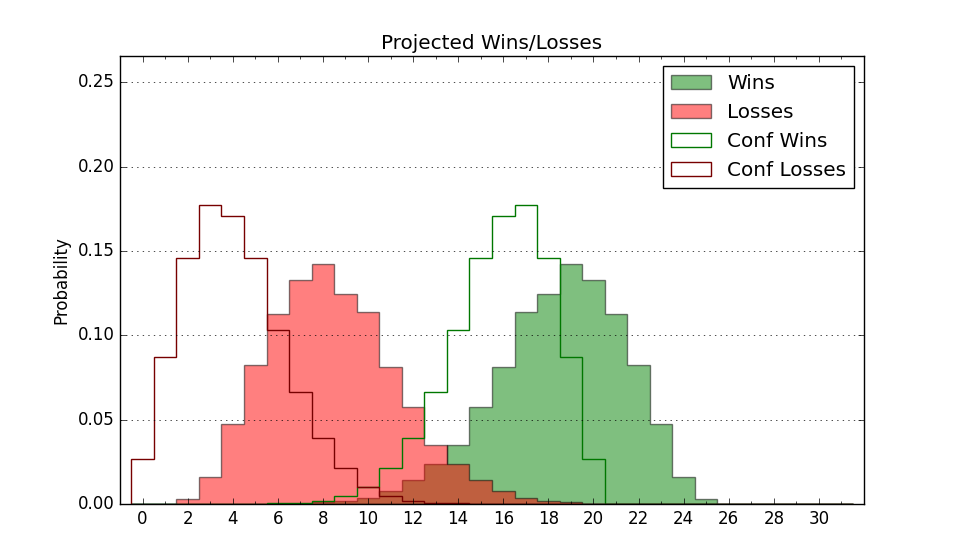 Projected Wins/Losses
0.25
0.20
0.15
0.10
0.05
0.00
Probability
Wins
Losses
Conf Wins
Conf Losses
0 2 4 6 8 10 12 14 16 18 20 22 24 26 28 30